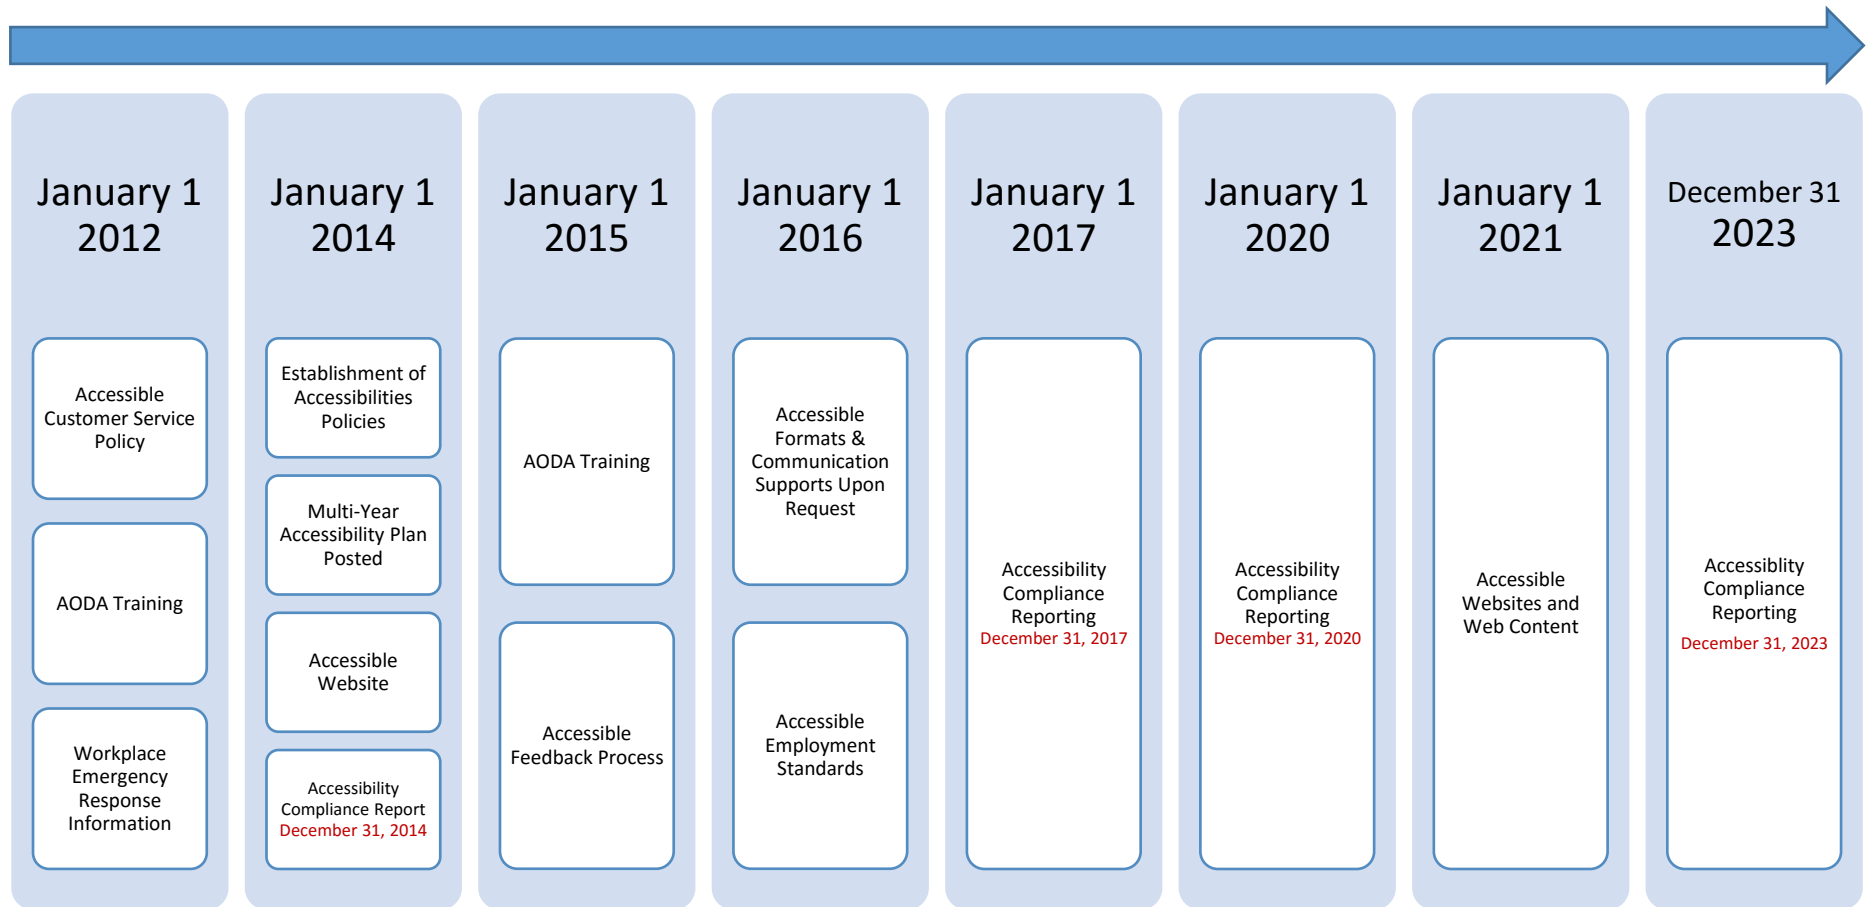 January 1
2012
Accessible
Customer Service
Policy
AODA Training
Workplace
Emergency
Response
Information
January 1
2014
Establishment of
Accessibilities
Policies
Multi-Year
Accessibility Plan
Posted
Accessible
Website
Accessibility
Compliance Report
December 31, 2014
January 1
2015
AODA Training
Accessible
Feedback Process
January 1
2016
Accessible
Formats &
Communication
Supports Upon
Request
Accessible
Employment
Standards
January 1
2017
Accessibility
Compliance
Reporting
December 31, 2017
January 1
2020
Accessibility
Compliance
Reporting
December 31, 2020
January 1
2021
Accessible
Websites and
Web Content
December 31
2023
Accessiblity
Compliance
Reporting
December 31, 2023